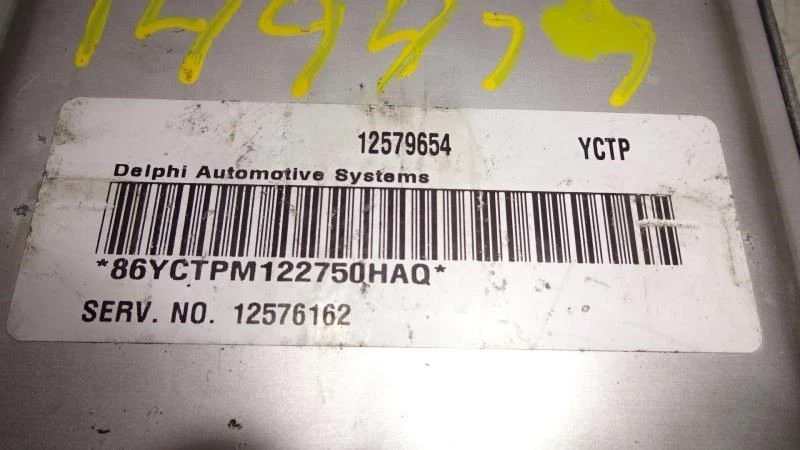 12579654 YCTP
Delphi Automotive Systems
*86YCTPM122750HAQ*
SERV. NO. 12576162